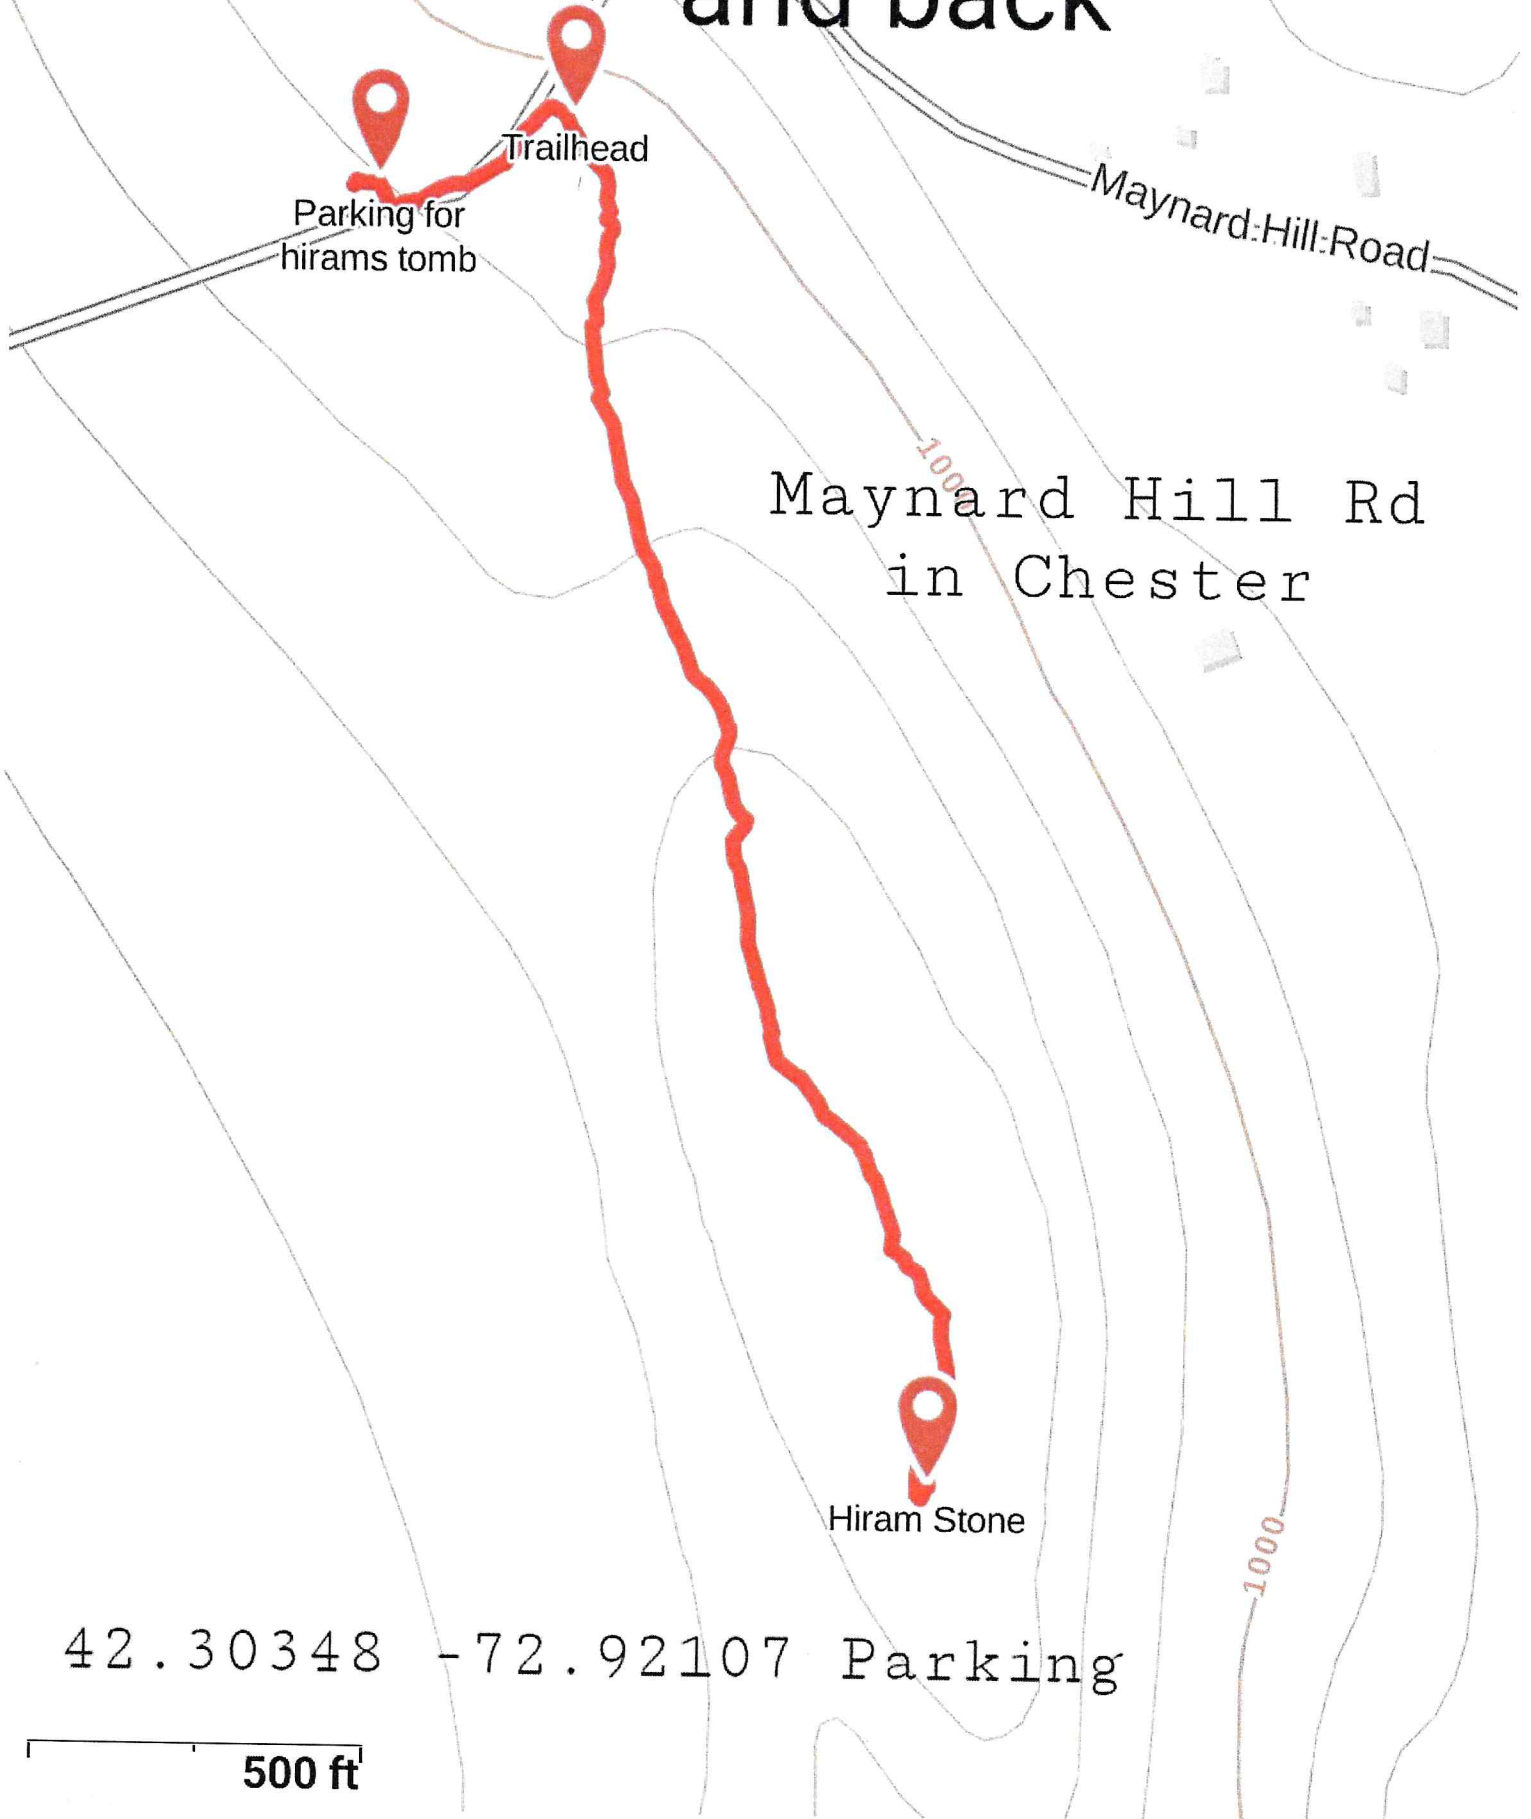 and back
Trailhead
Parking for
hirams tomb
Maynard Hill Road
1000
Maynard Hill Rd
in Chester
Hiram Stone
1000
42.30348 -72.92107 Parking
500 ft